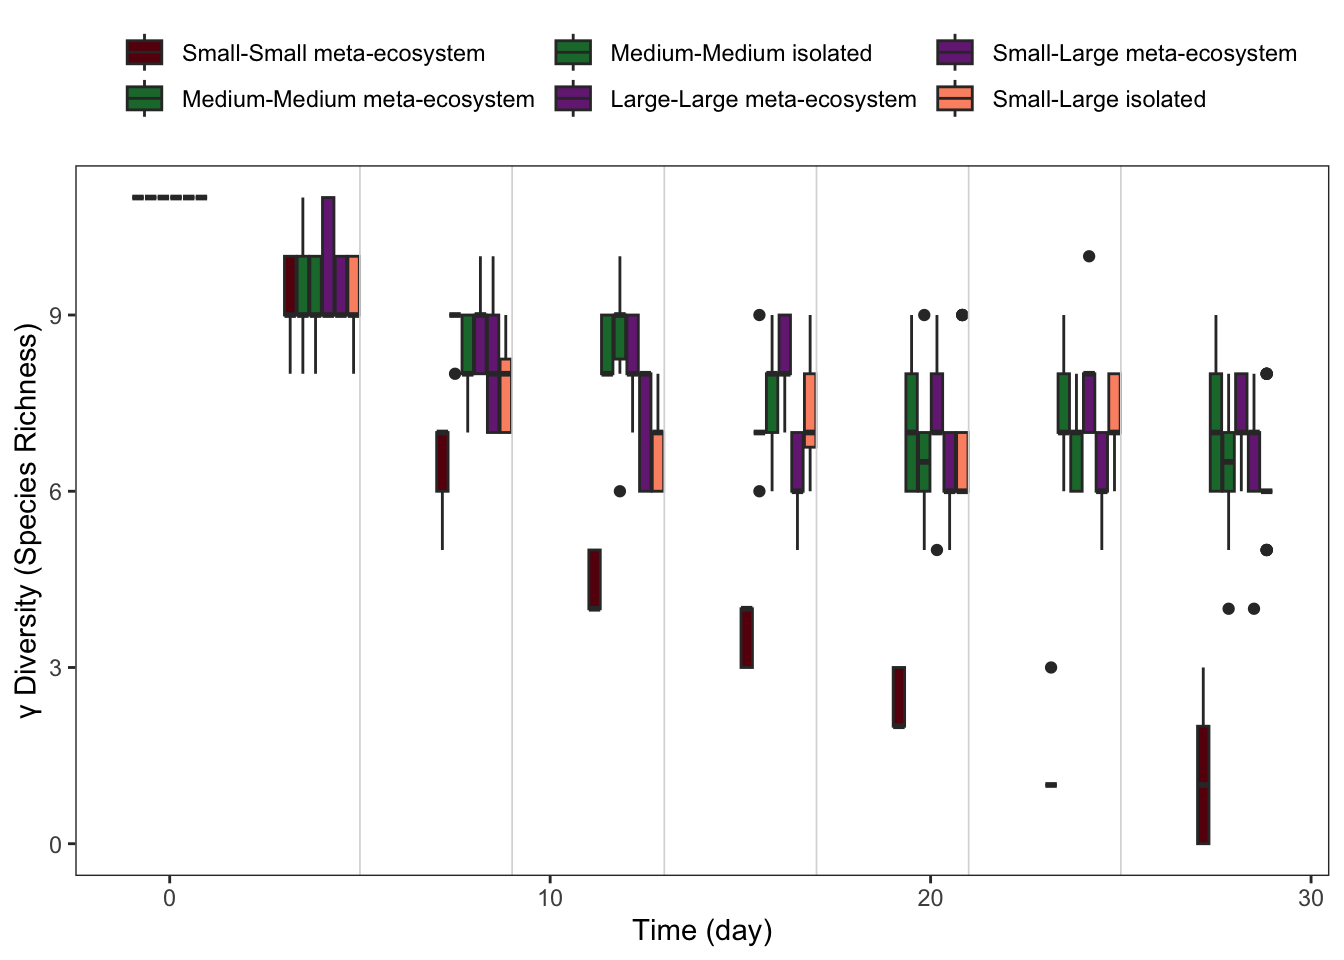 Small-Small meta-ecosystem Medium-Medium isolated Small-Large meta-ecosystem
Medium-Medium meta-ecosystem Large-Large meta-ecosystem Small-Large isolated
γ Diversity (Species Richness)
9
6
3
0
0 10 20 30
Time (day)